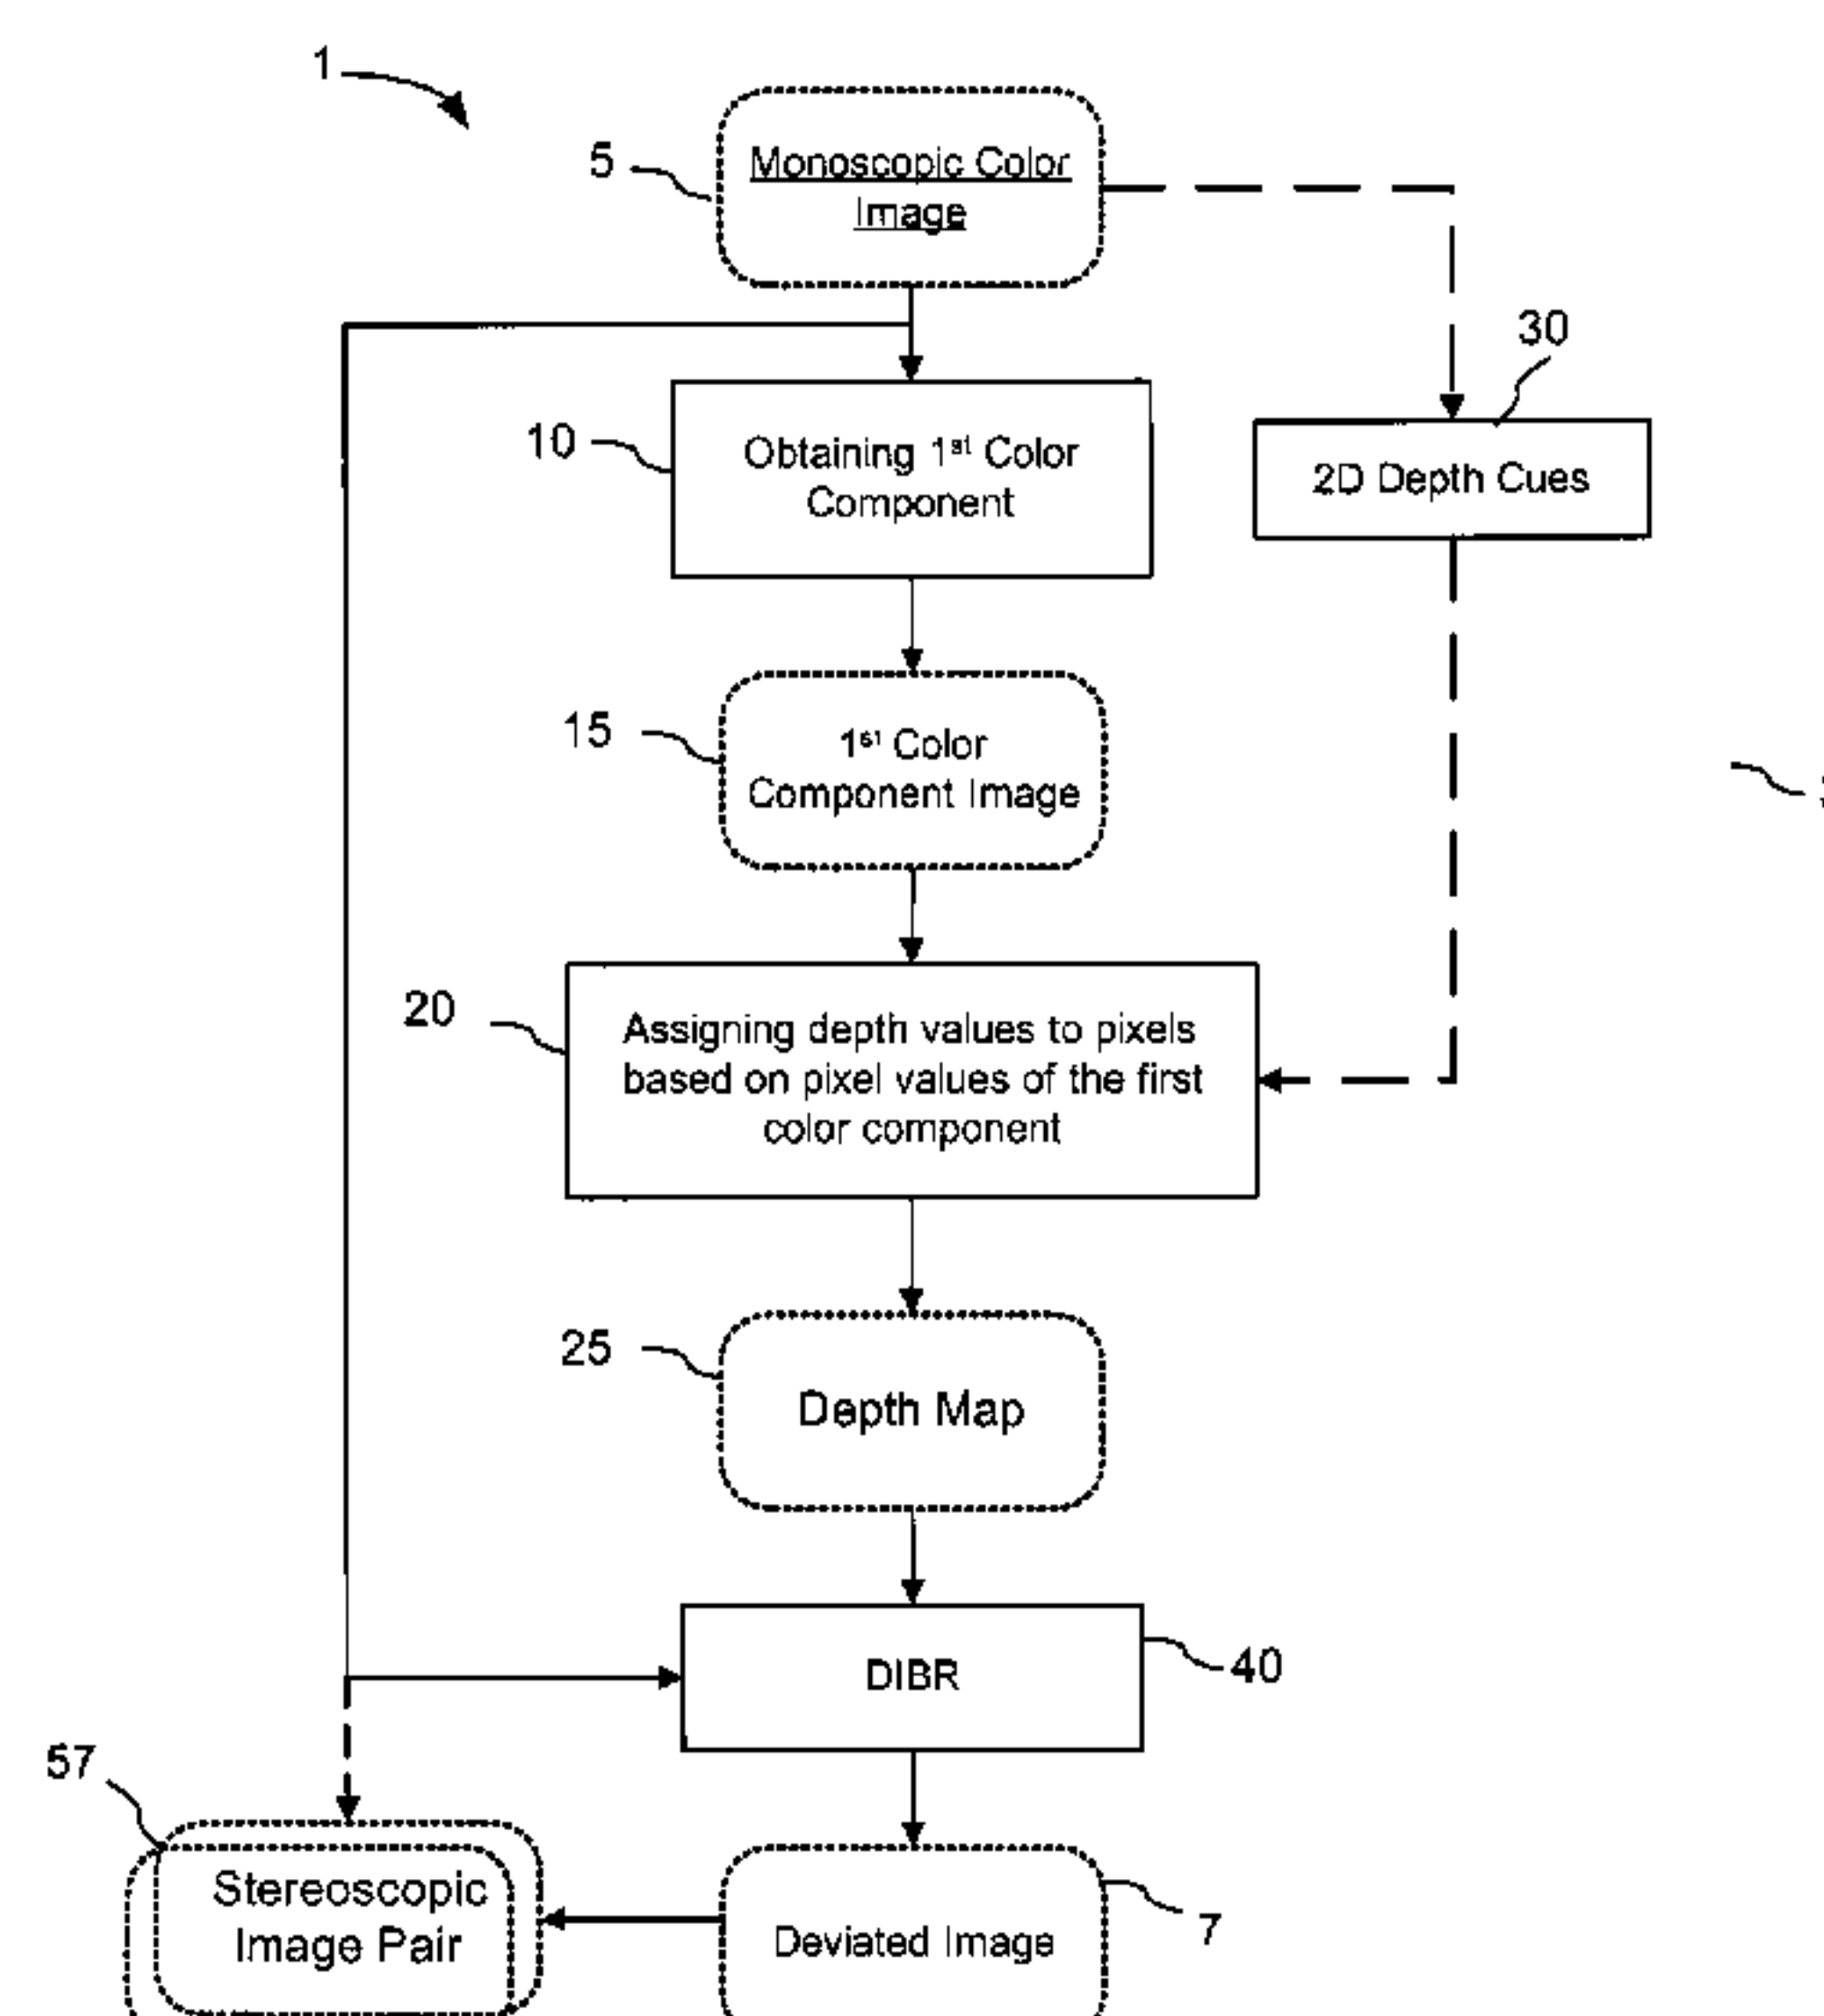 1
5
Monoscopic Color
Image
30
10
Obtaining 1st Color
Component
2D Depth Cues
15
1st Color
Component Image
20
Assigning depth values to pixels
based on pixel values of the first
color component
25
Depth Map
DIBR
40
57
Stereoscopic
Image Pair
Deviated Image
7